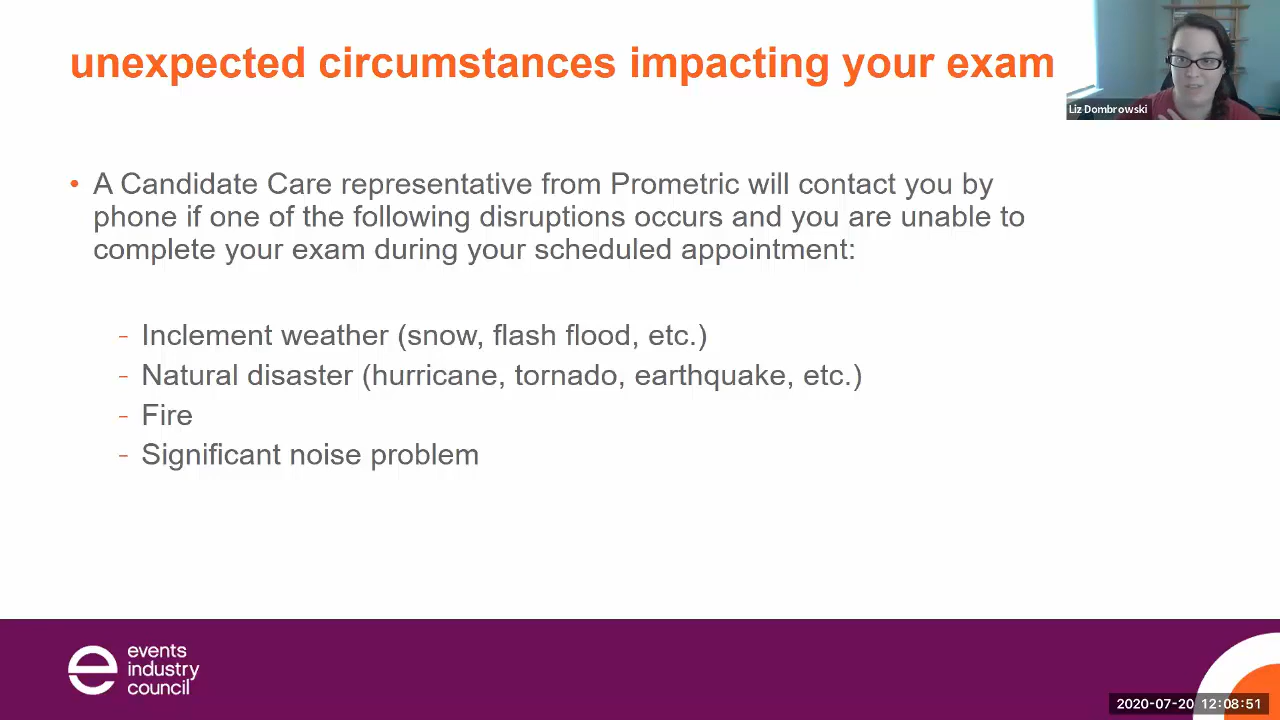 unexpected circumstances impacting your exam
Liz Dombrowski
• A Candidate Care representative from Prometric will contact you by
phone if one of the following disruptions occurs and you are unable to
complete your exam during your scheduled appointment:
- Inclement weather (snow, flash flood, etc.)
- Natural disaster (hurricane, tornado, earthquake, etc.)
- Fire
- Significant noise problem
events
industry
council
2020-07-20 12:08:51